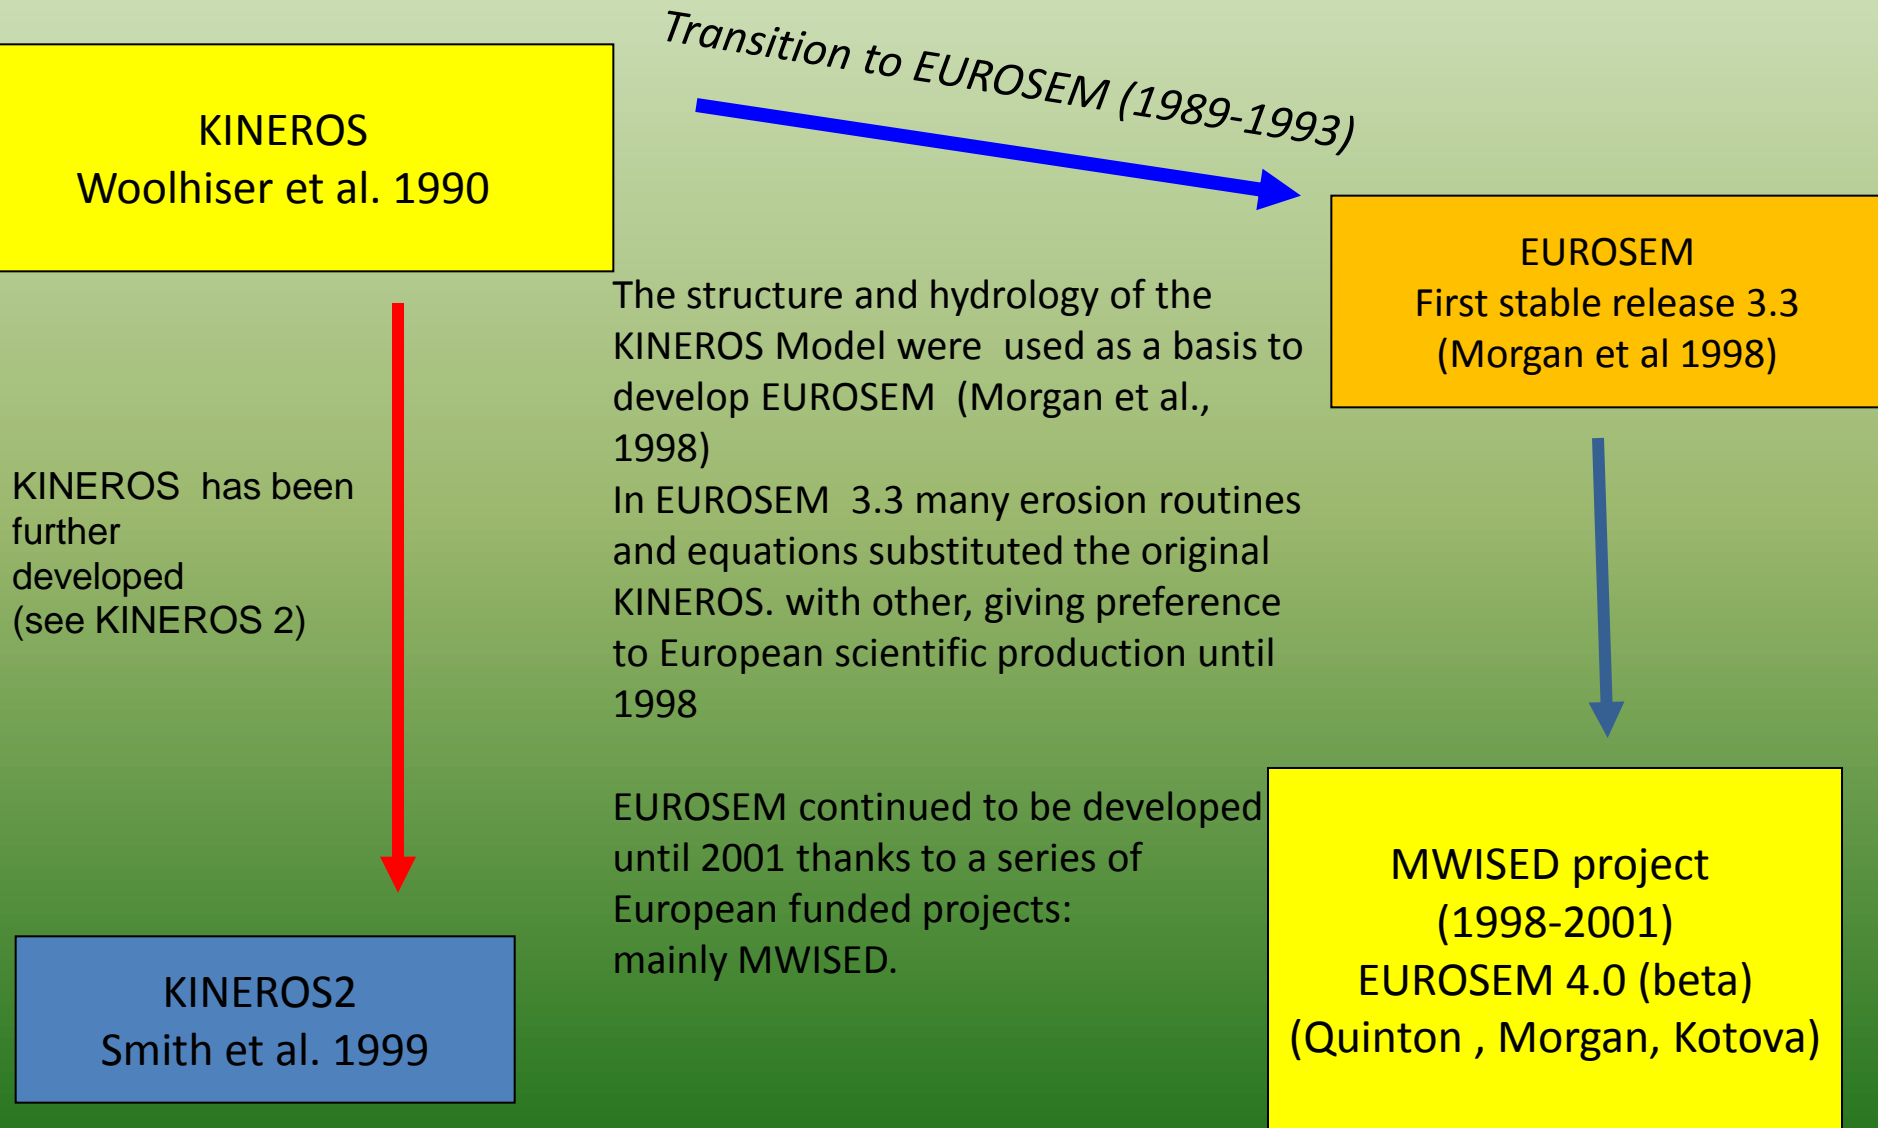 Transition to EUROSEM (1989-1993)
KINEROS
Woolhiser et al. 1990
EUROSEM
First stable release 3.3
(Morgan et al 1998)
The structure and hydrology of the
KINEROS Model were  used as a basis to
develop EUROSEM  (Morgan et al.,
1998)
In EUROSEM  3.3 many erosion routines
and equations substituted the original
KINEROS. with other, giving preference
to European scientific production until
1998
KINEROS  has been
further
developed
(see KINEROS 2)
EUROSEM continued to be developed
until 2001 thanks to a series of
European funded projects:
mainly MWISED.
MWISED project
(1998-2001)
EUROSEM 4.0 (beta)
(Quinton , Morgan, Kotova)
KINEROS2
Smith et al. 1999